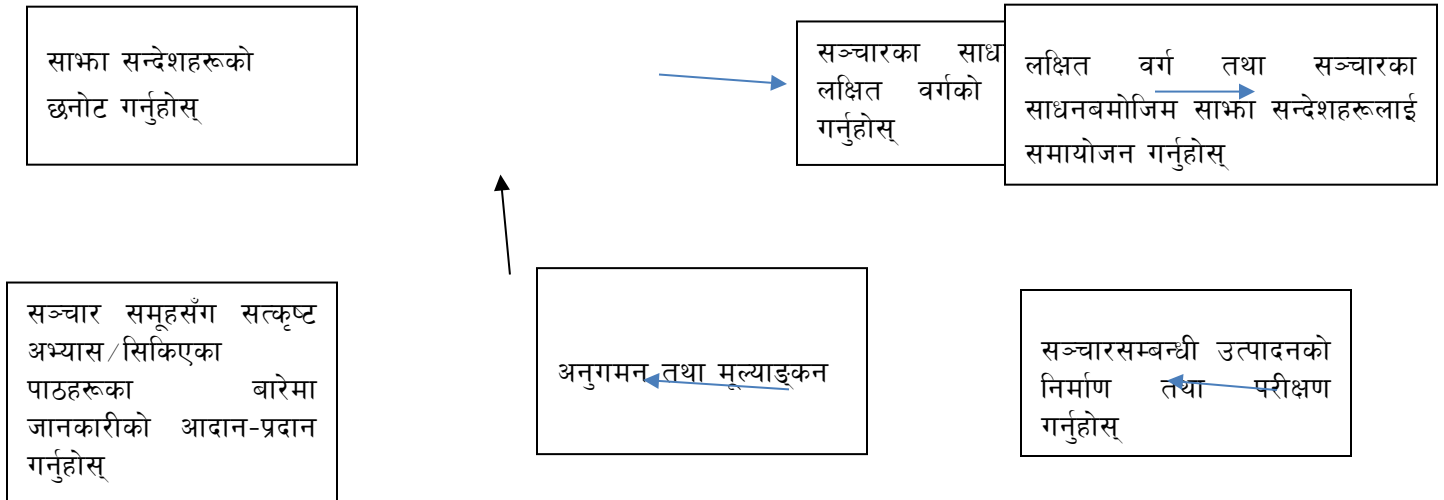 साझा सन्देशहरूको
छनोट गर्नुहोस्
सञ्चारका
लक्षित वर्गको
गर्नुहोस्
लक्षित वर्ग तथा सञ्चारका
साधनबमोजिम साझा सन्देशहरूलाई
समायोजन गर्नुहोस्
सञ्चार समूहसँग सत्कृष्ट
अभ्यास/सिकिएका
पाठहरूका बारेमा
जानकारीको आदान-प्रदान
गर्नुहोस्
अनुगमन तथा मूल्याङ्कन
सञ्चारसम्बन्धी उत्पादनको
निर्माण तथा परीक्षण
गर्नुहोस्